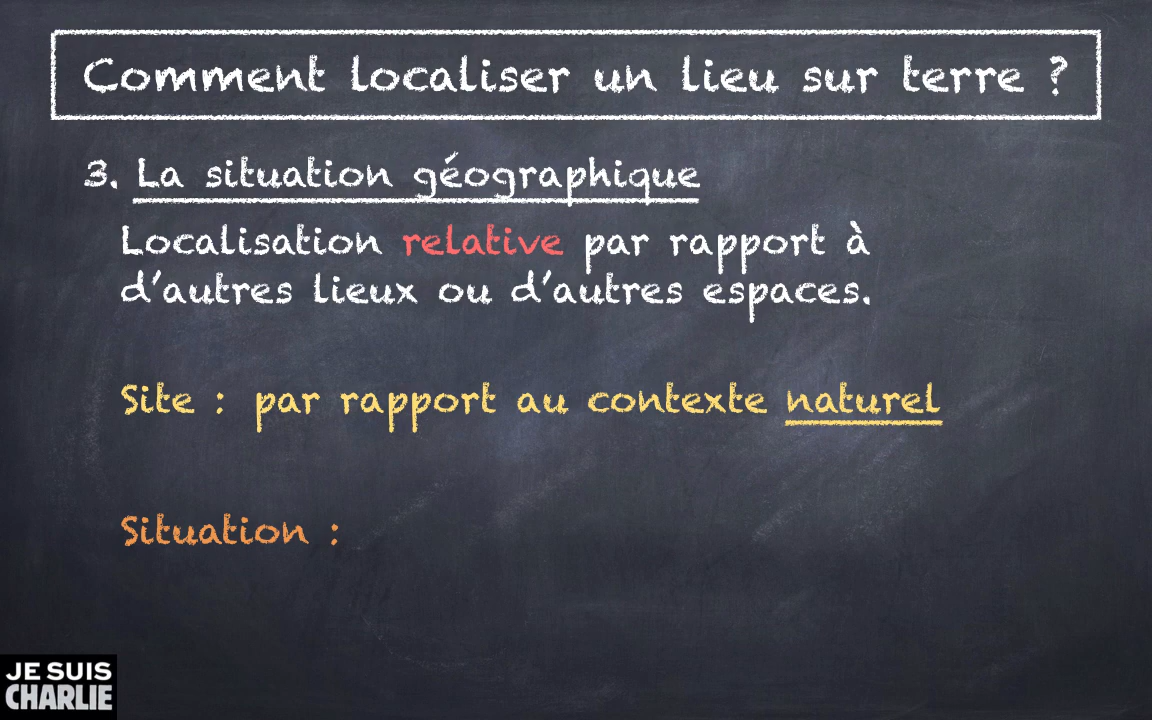 Comment localiser un lieu sur terre ?
3. La situation géographique
Localisation relative par rapport à
d'autres lieux ou d'autres espaces.
Site : par rapport au contexte naturel
Situation :
JE SUIS
CHARLIE